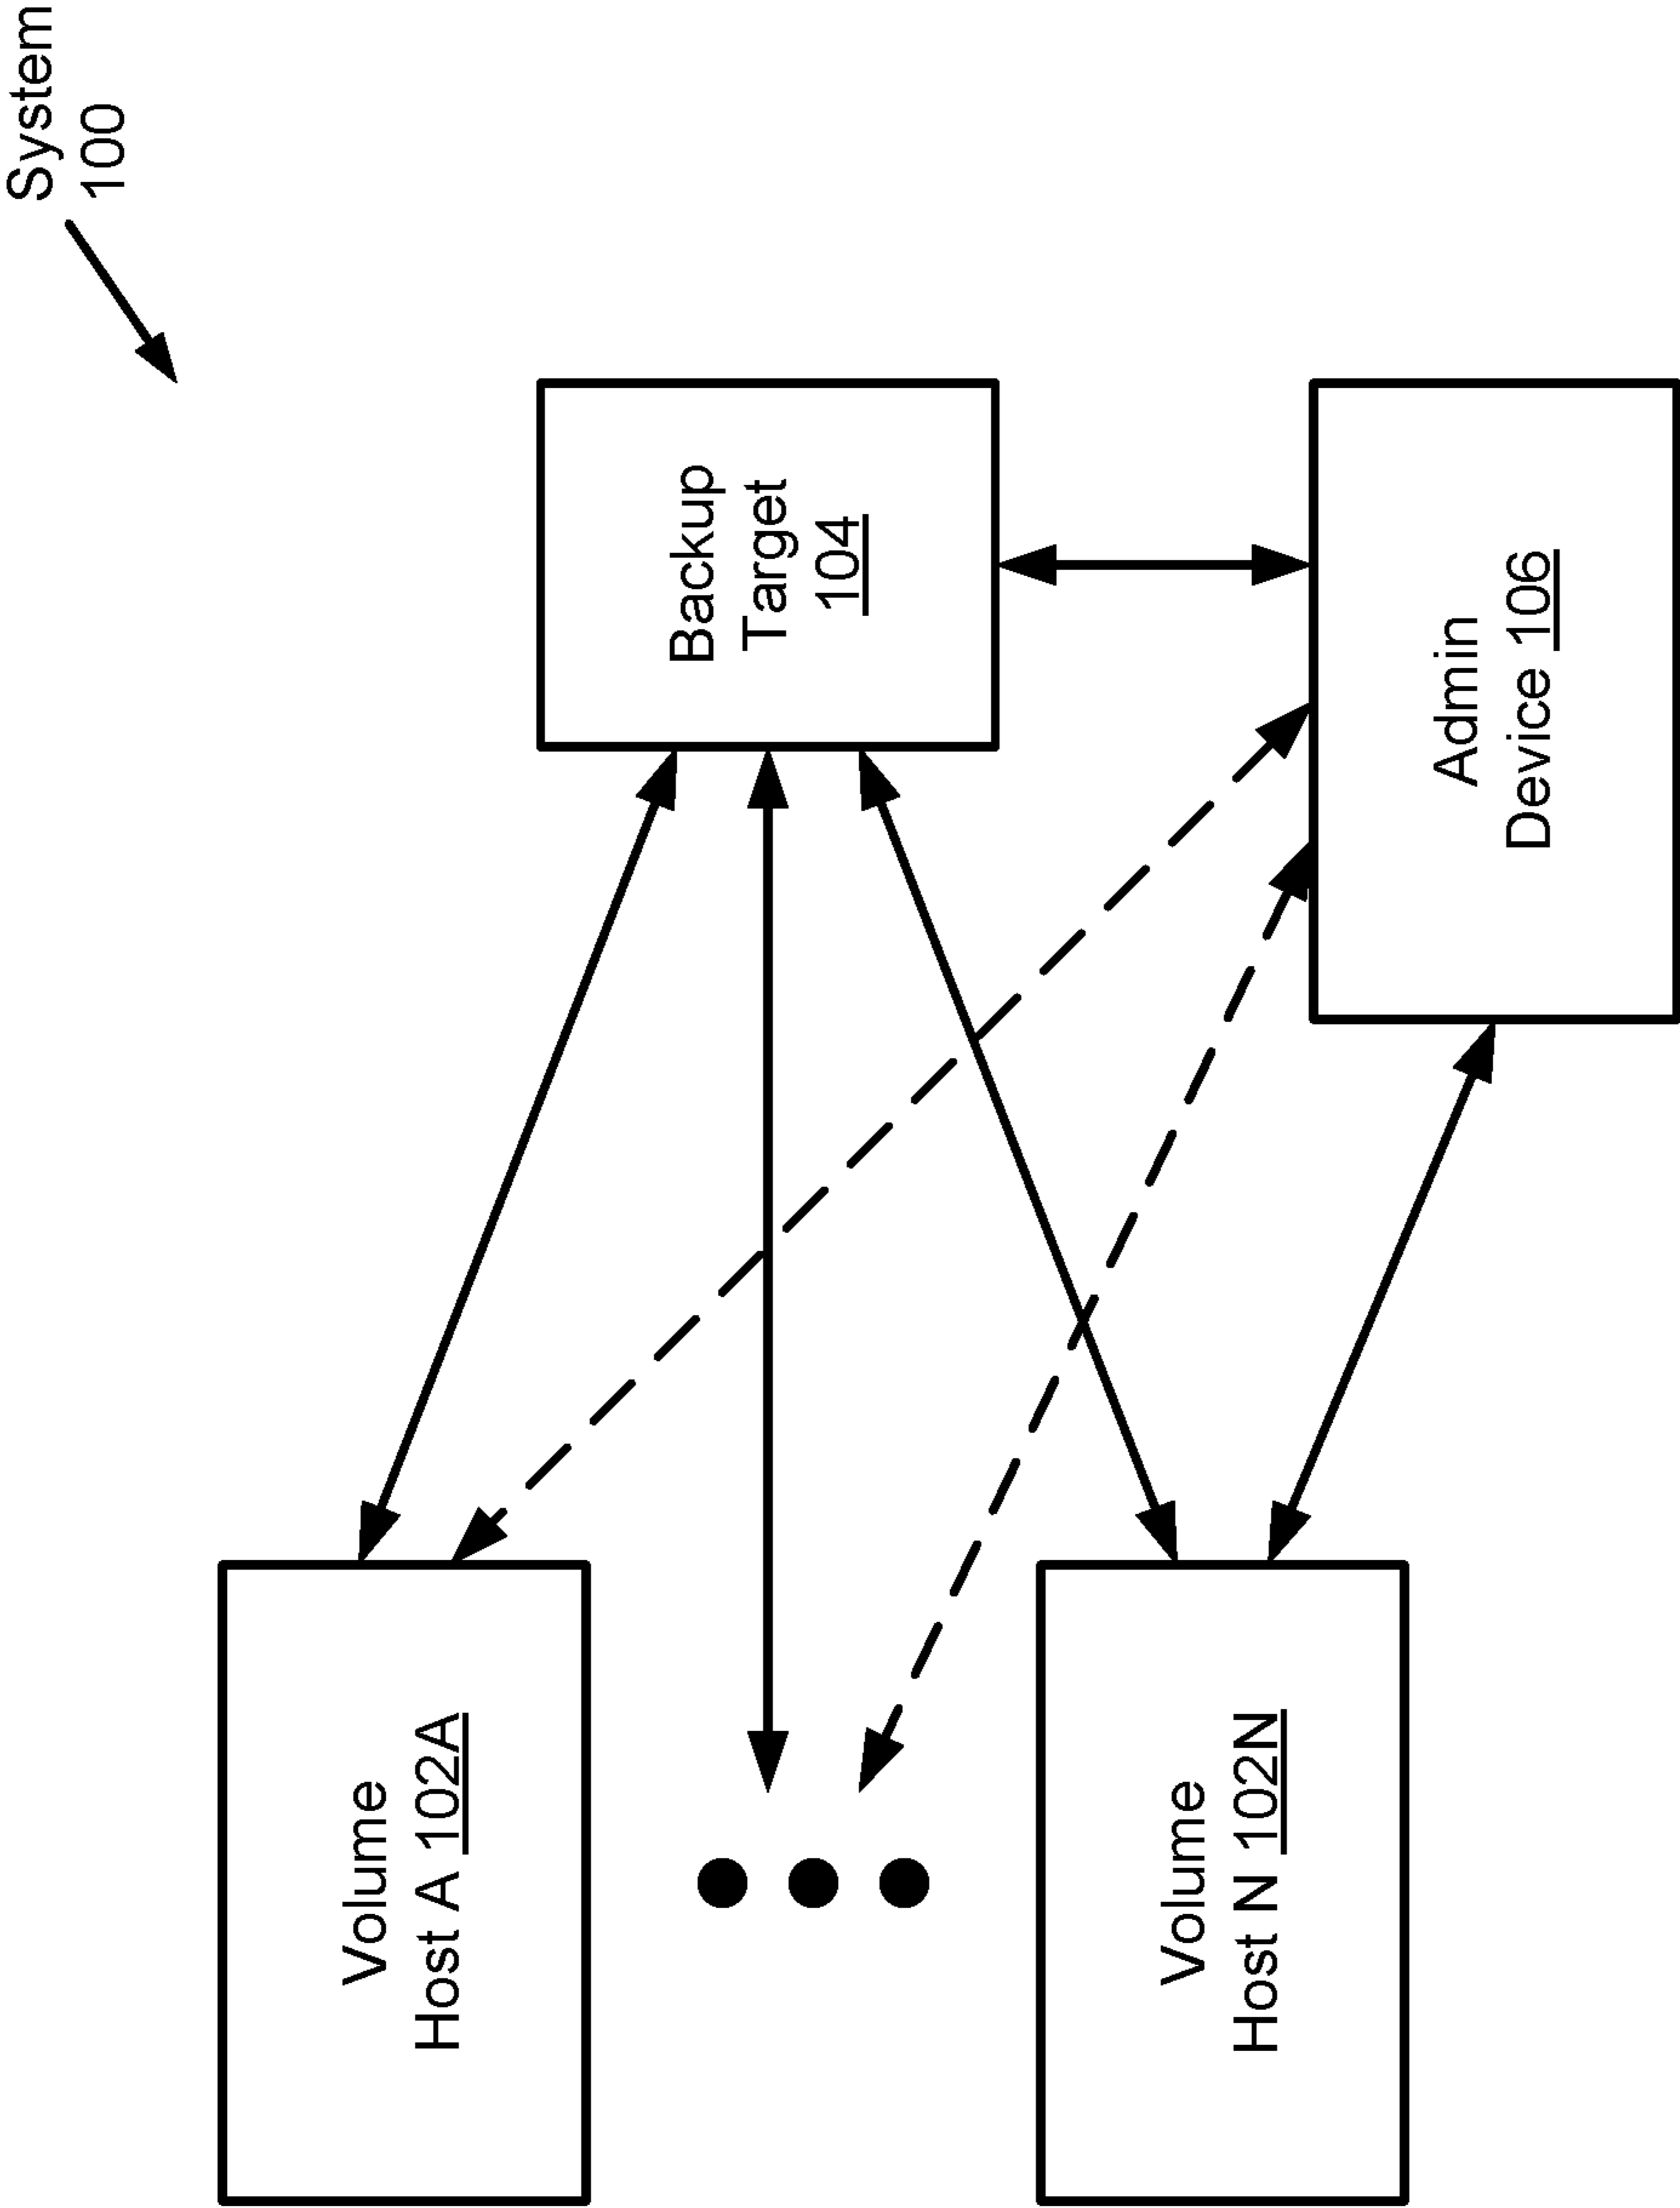 System
100
Volume
Host A 102A
Backup
Target
104
Volume
Host N 102N
Admin
Device 106